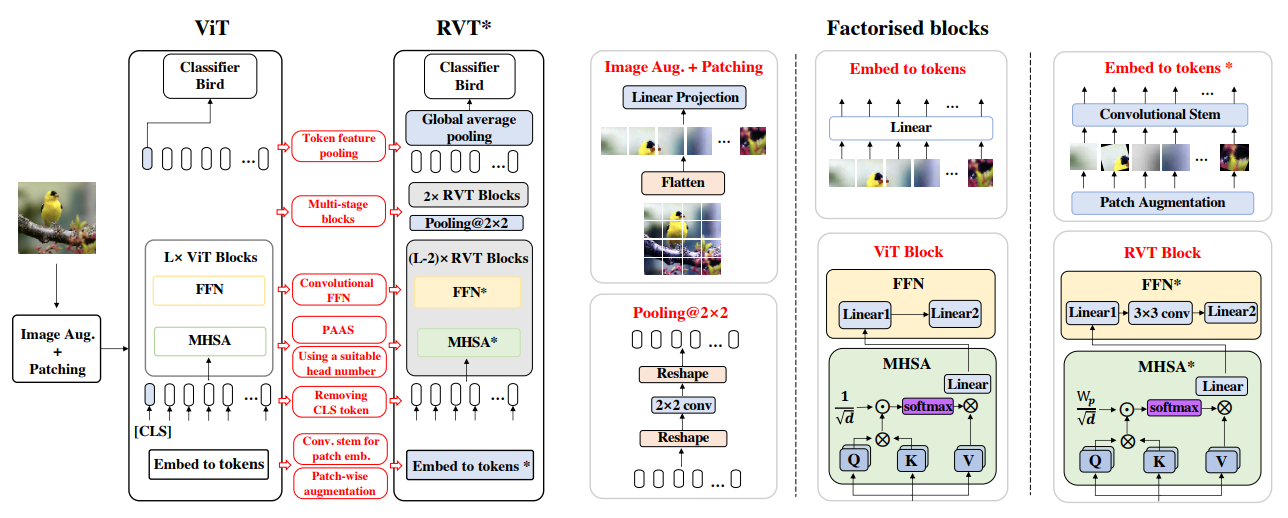 ViT
RVT*
Factorised blocks
Classifier
Bird
...
Image Aug.
+
Patching
L× ViT Blocks
FFN
MHSA
...
[CLS]
Embed to tokens
Token feature
pooling
Multi-stage
blocks
Convolutional
FFN
PAAS
Using a suitable
head number
Removing
CLS token
Conv. stem for
patch emb.
Patch-wise
augmentation
Classifier
Bird
Global average
pooling
...
2× RVT Blocks
Pooling@2×2
(L-2)× RVT Blocks
FFN*
MHSA*
...
Embed to tokens *
Image Aug. + Patching
Linear Projection
...
Flatten
Pooling@2×2
...
Reshape
2×2 conv
Reshape
...
Embed to tokens
...
Linear
...
ViT Block
FFN
Linear1
Linear2
MHSA
Linear
1
√d
softmax
Q
K
V
Embed to tokens *
...
Convolutional Stem
...
Patch Augmentation
RVT Block
FFN*
Linear1
3×3 conv
Linear2
MHSA*
Linear
Wp
√d
softmax
Q
K
V